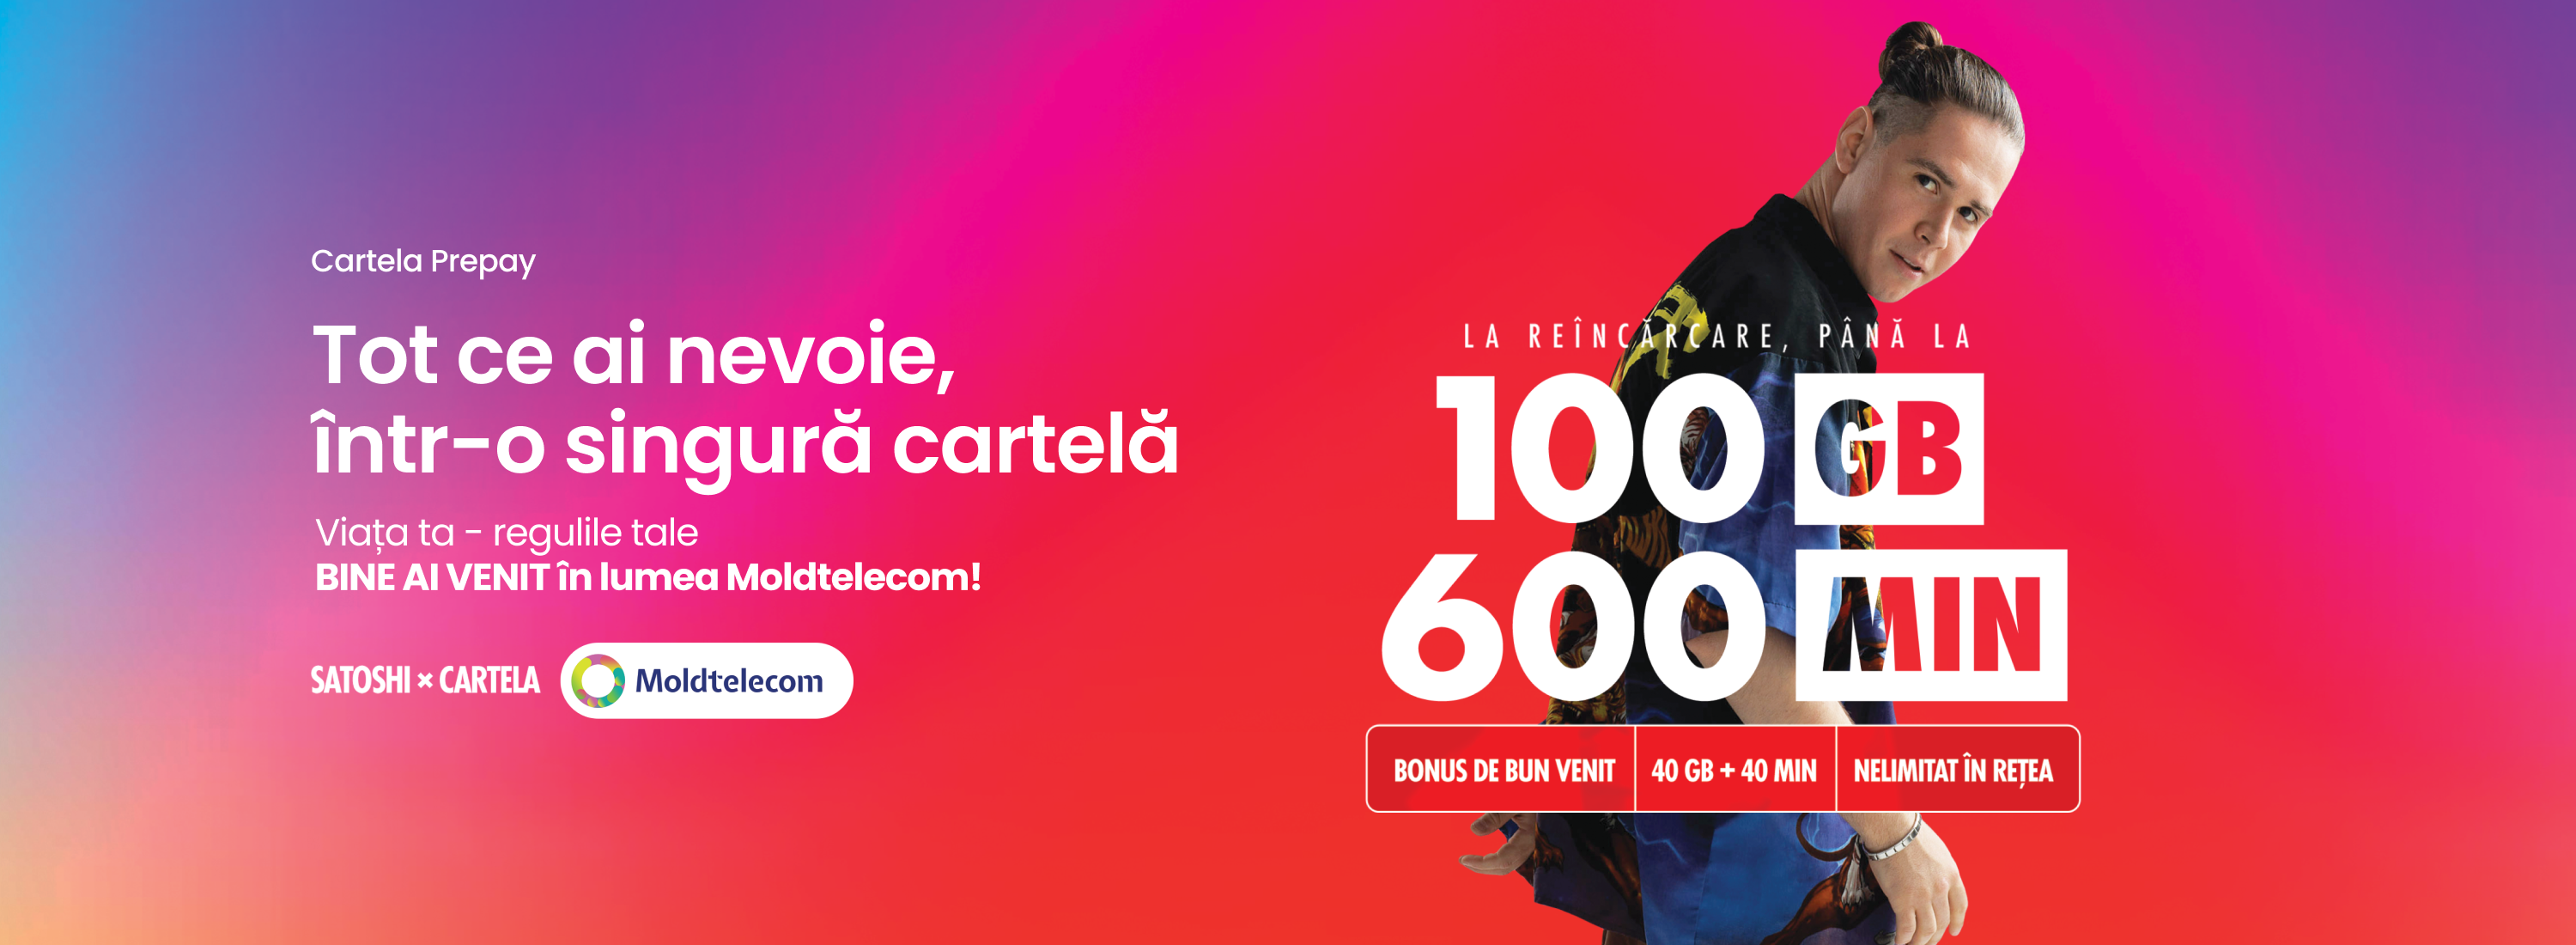 Cartela Prepay
Tot ce ai nevoie,
într-o singură cartelă
Viața ta - regulile tale
BINE AI VENIT în lumea Moldtelecom!
SATOSHI × CARTELA Moldtelecom
LA REÎNCĂRCARE, PÂNĂ LA
100 GB
600 MIN
BONUS DE BUN VENIT 40 GB + 40 MIN NELIMITAT ÎN REȚEA